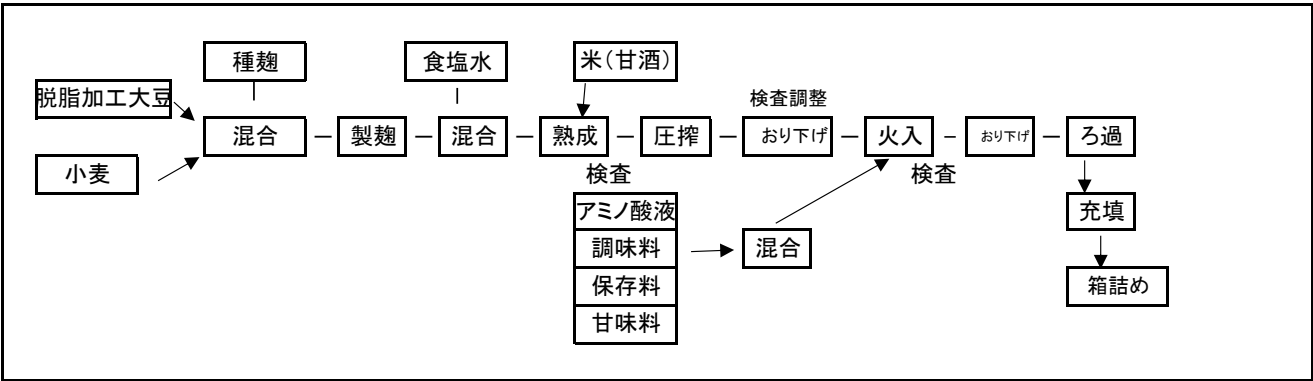 種麹
食塩水
米(甘酒)
脱脂加工大豆
検査調整
混合 － 製麹 － 混合 － 熟成 － 圧搾 － おり下げ － 火入 － おり下げ － ろ過
小麦
検査
検査
アミノ酸液
充填
調味料
混合
保存料
箱詰め
甘味料